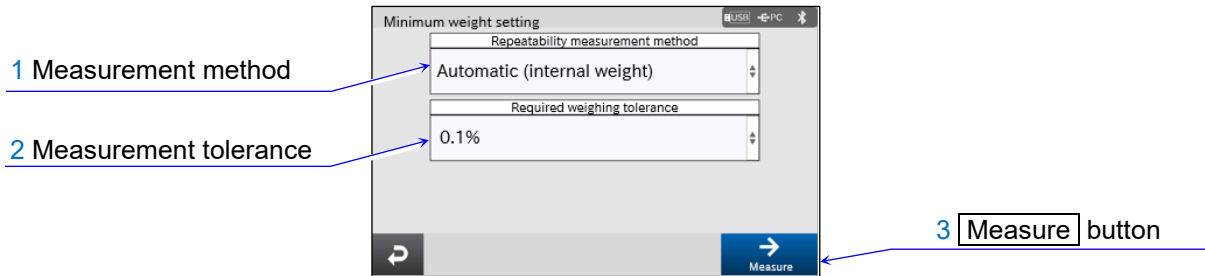 Minimum weight setting
USB PC
Repeatability measurement method
1 Measurement method
Automatic (internal weight)
Required weighing tolerance
2 Measurement tolerance
0.1%
3 Measure button
Measure